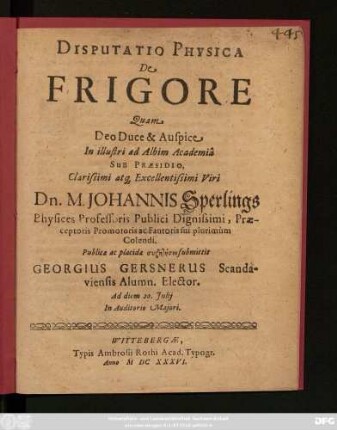 445
DISPUTATIO PHYSICA
De
FRIGORE
Quam
Deo Duce & Auspice
In illustri ad Albim Academiâ
SUB PRÆSIDIO
Clarissimi atq, Excellentissimi Viri
Dn. M. JOHANNIS Sperlings
Physices Professoris Publici Dignissimi, Præ-
ceptoris Promotoris ac Fautoris sui plurimùm
Colendi.
Publicæ ac placidæ submittit
GEORGIUS GERSNERUS Scandâ-
viensis Alumn. Elector.
Ad diem 20. Julij
In Auditorio Majori.
WITTEBERGÆ,
Typis Ambrosii Rothi Acad. Typogr.
Anno M DC XXXVI.
DFG